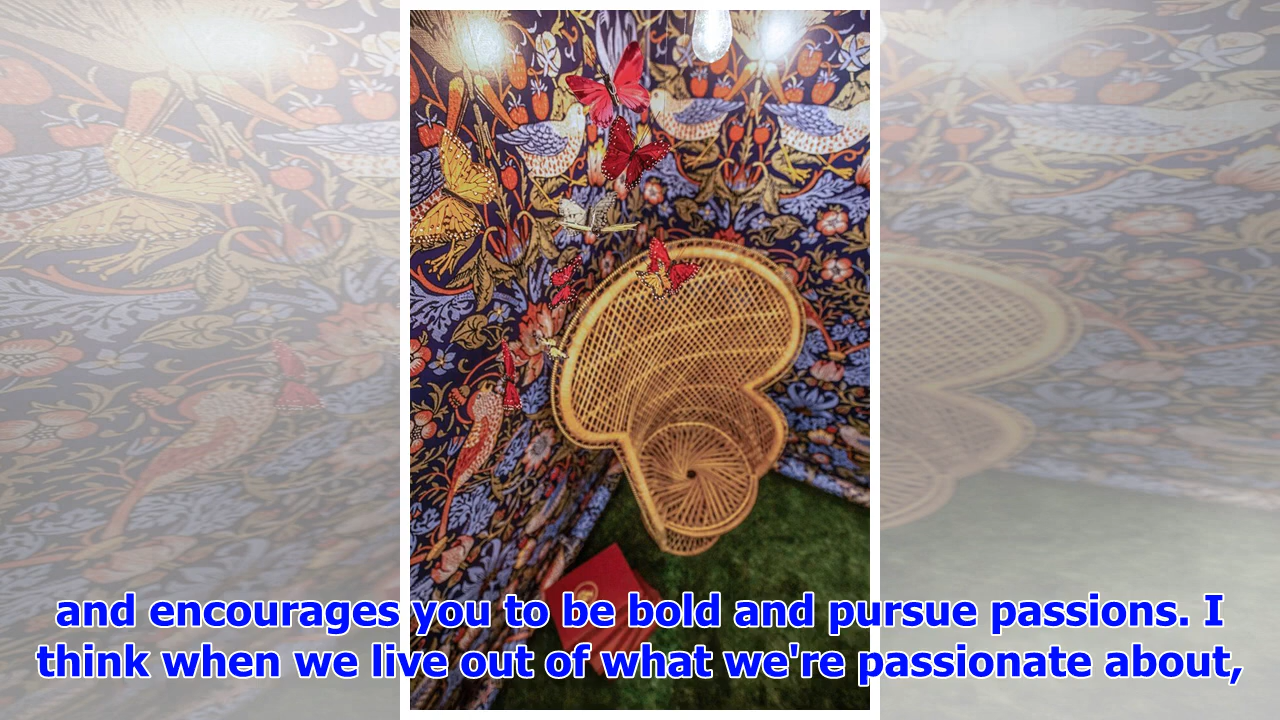 and encourages you to be bold and pursue passions. I
think when we live out of what we're passionate about,